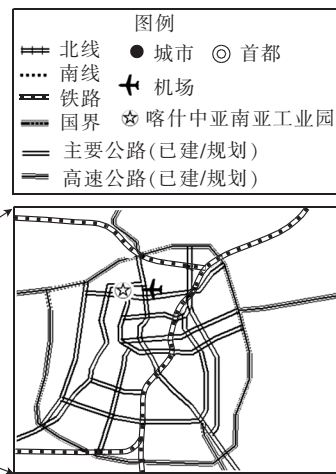 图例
北线 城市 首都
南线
铁路 机场
国界 喀什中亚南亚工业园
主要公路(已建/规划)
高速公路(已建/规划)